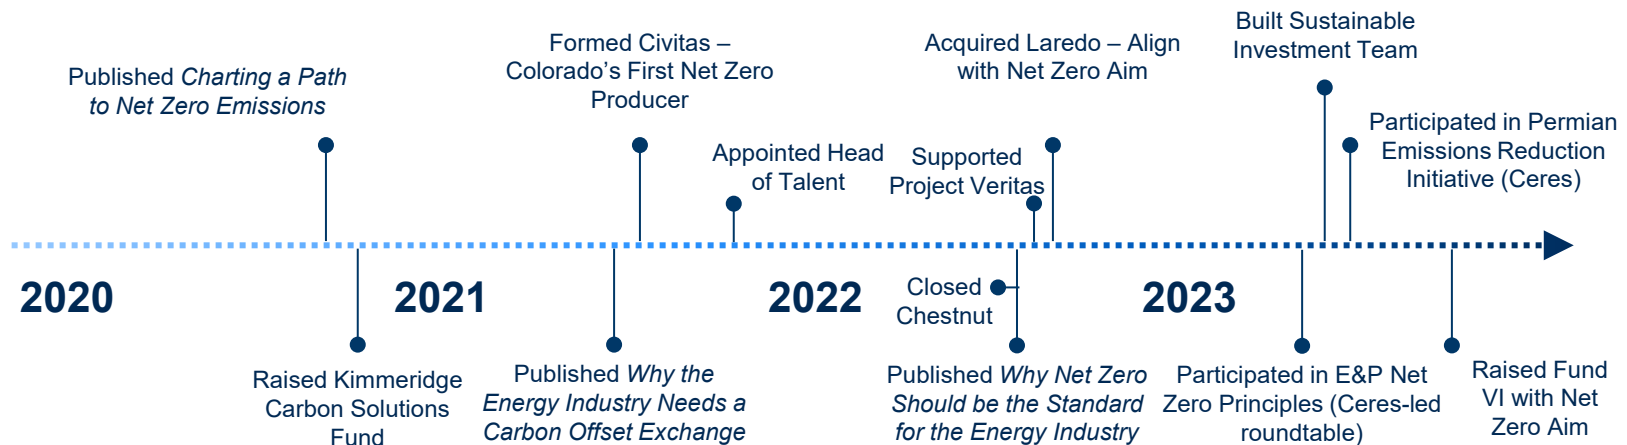 Published Charting a Path
to Net Zero Emissions
Formed Civitas –
Colorado’s First Net Zero
Producer
Appointed Head
of Talent
Acquired Laredo – Align
with Net Zero Aim
Supported
Project Veritas
Built Sustainable
Investment Team
Participated in Permian
Emissions Reduction
Initiative (Ceres)
2020
2021
2022
2023
Raised Kimmeridge
Carbon Solutions
Fund
Published Why the
Energy Industry Needs a
Carbon Offset Exchange
Closed
Chestnut
Published Why Net Zero
Should be the Standard
for the Energy Industry
Participated in E&P Net
Zero Principles (Ceres-led
roundtable)
Raised Fund
VI with Net
Zero Aim